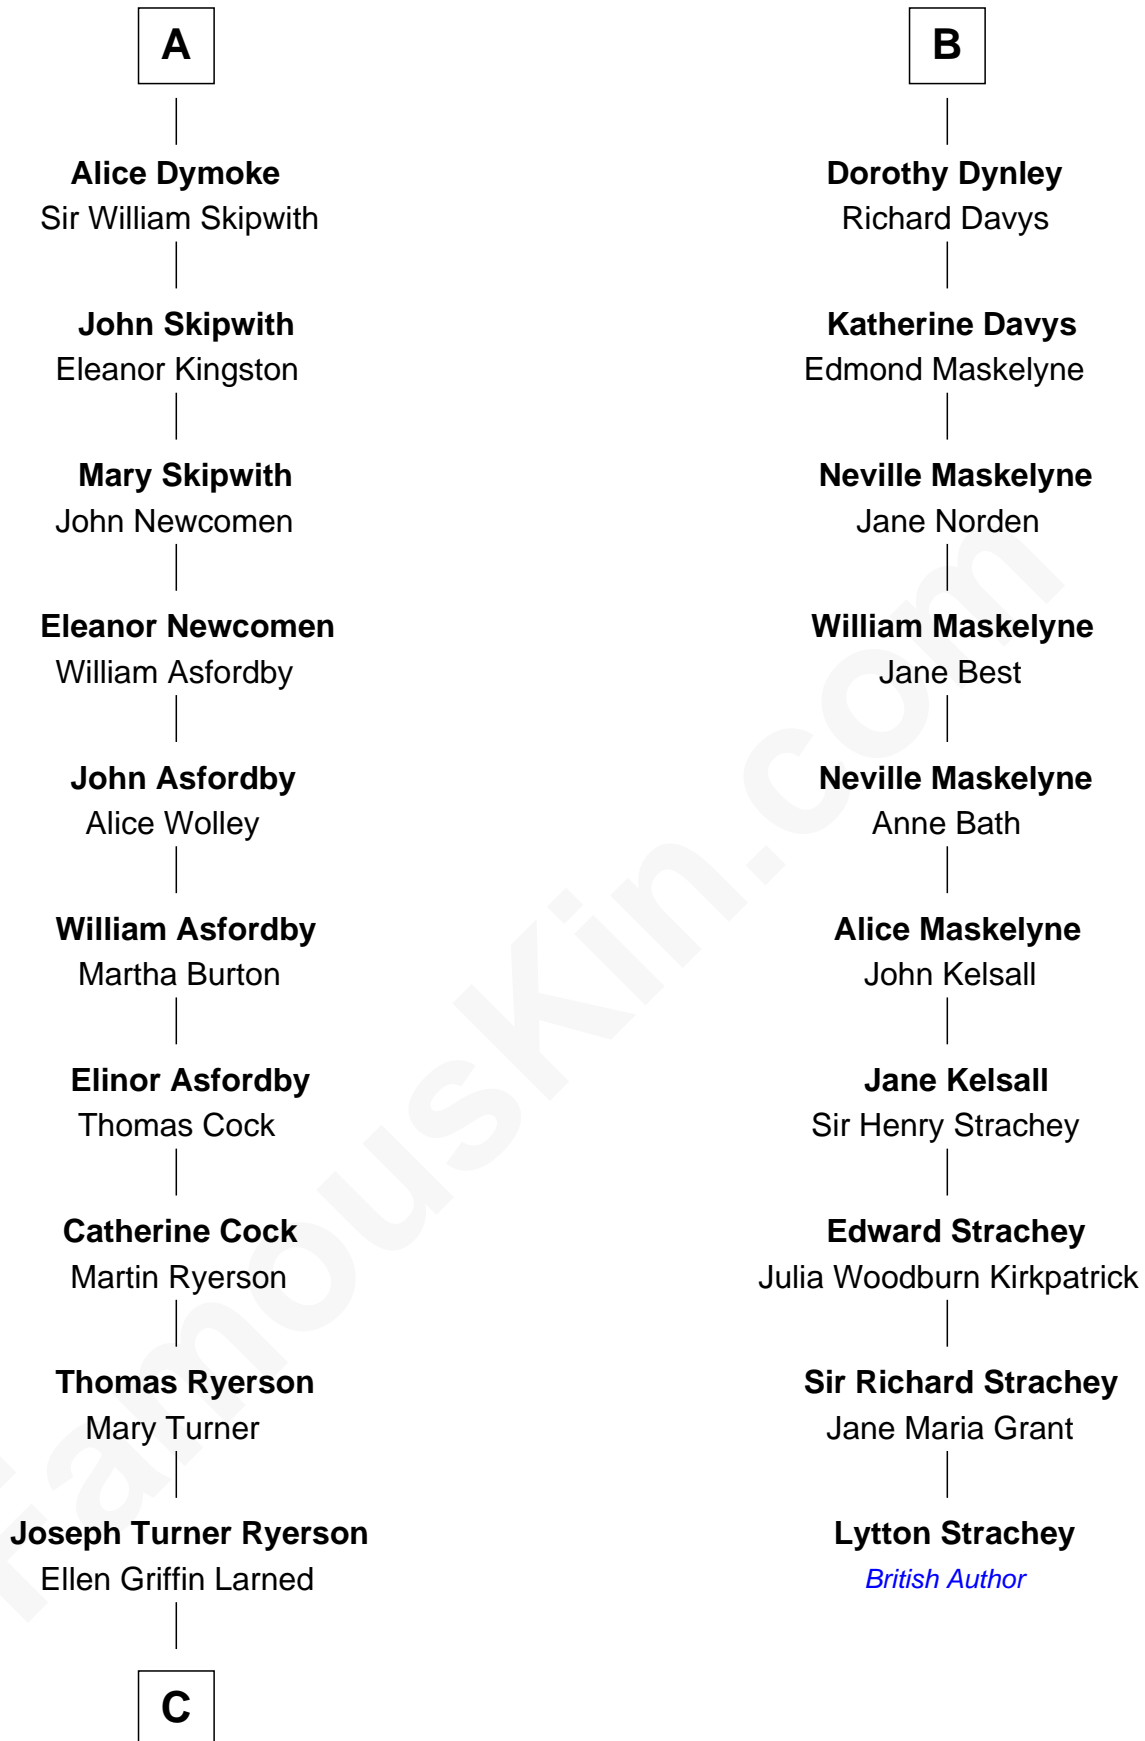 A
Alice Dymoke
Sir William Skipwith
John Skipwith
Eleanor Kingston
Mary Skipwith
John Newcomen
Eleanor Newcomen
William Asfordby
John Asfordby
Alice Wolley
William Asfordby
Martha Burton
Elinor Asfordby
Thomas Cock
Catherine Cock
Martin Ryerson
Thomas Ryerson
Mary Turner
Joseph Turner Ryerson
Ellen Griffin Larned
C
B
Dorothy Dynley
Richard Davys
Katherine Davys
Edmond Maskelyne
Neville Maskelyne
Jane Norden
William Maskelyne
Jane Best
Neville Maskelyne
Anne Bath
Alice Maskelyne
John Kelsall
Jane Kelsall
Sir Henry Strachey
Edward Strachey
Julia Woodburn Kirkpatrick
Sir Richard Strachey
Jane Maria Grant
Lytton Strachey
British Author
FamousKin.com